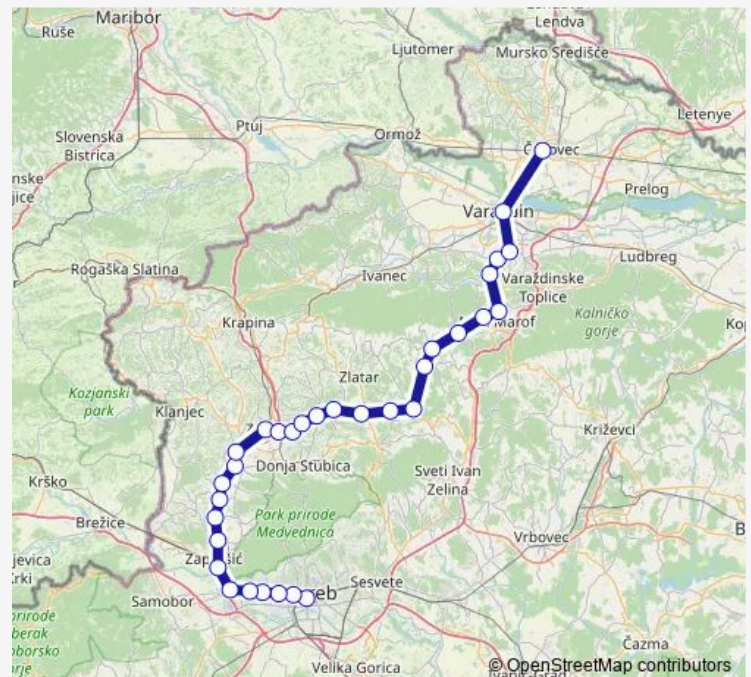 Lendva
Maribor
Ruše
Ljutomer
Mursko Središće
Letenye
Ptuj
Ormož
Slovenska
Bistrica
Prelog
Ludbreg
Rogaška Slatina
Ivanec
Varaždinske
Toplice
Krapina
Marof
Kalničko
gorje
Zlatar
Kozjanski
park
Klanjec
Križevci
Donja Stubica
Sveti Ivan
Zelina
Krško
Brežice
Park prirode
Medvednica
Vrbovec
Samobor
Sesvete
Čazma
Velika Gorica
© OpenStreetMap contributors